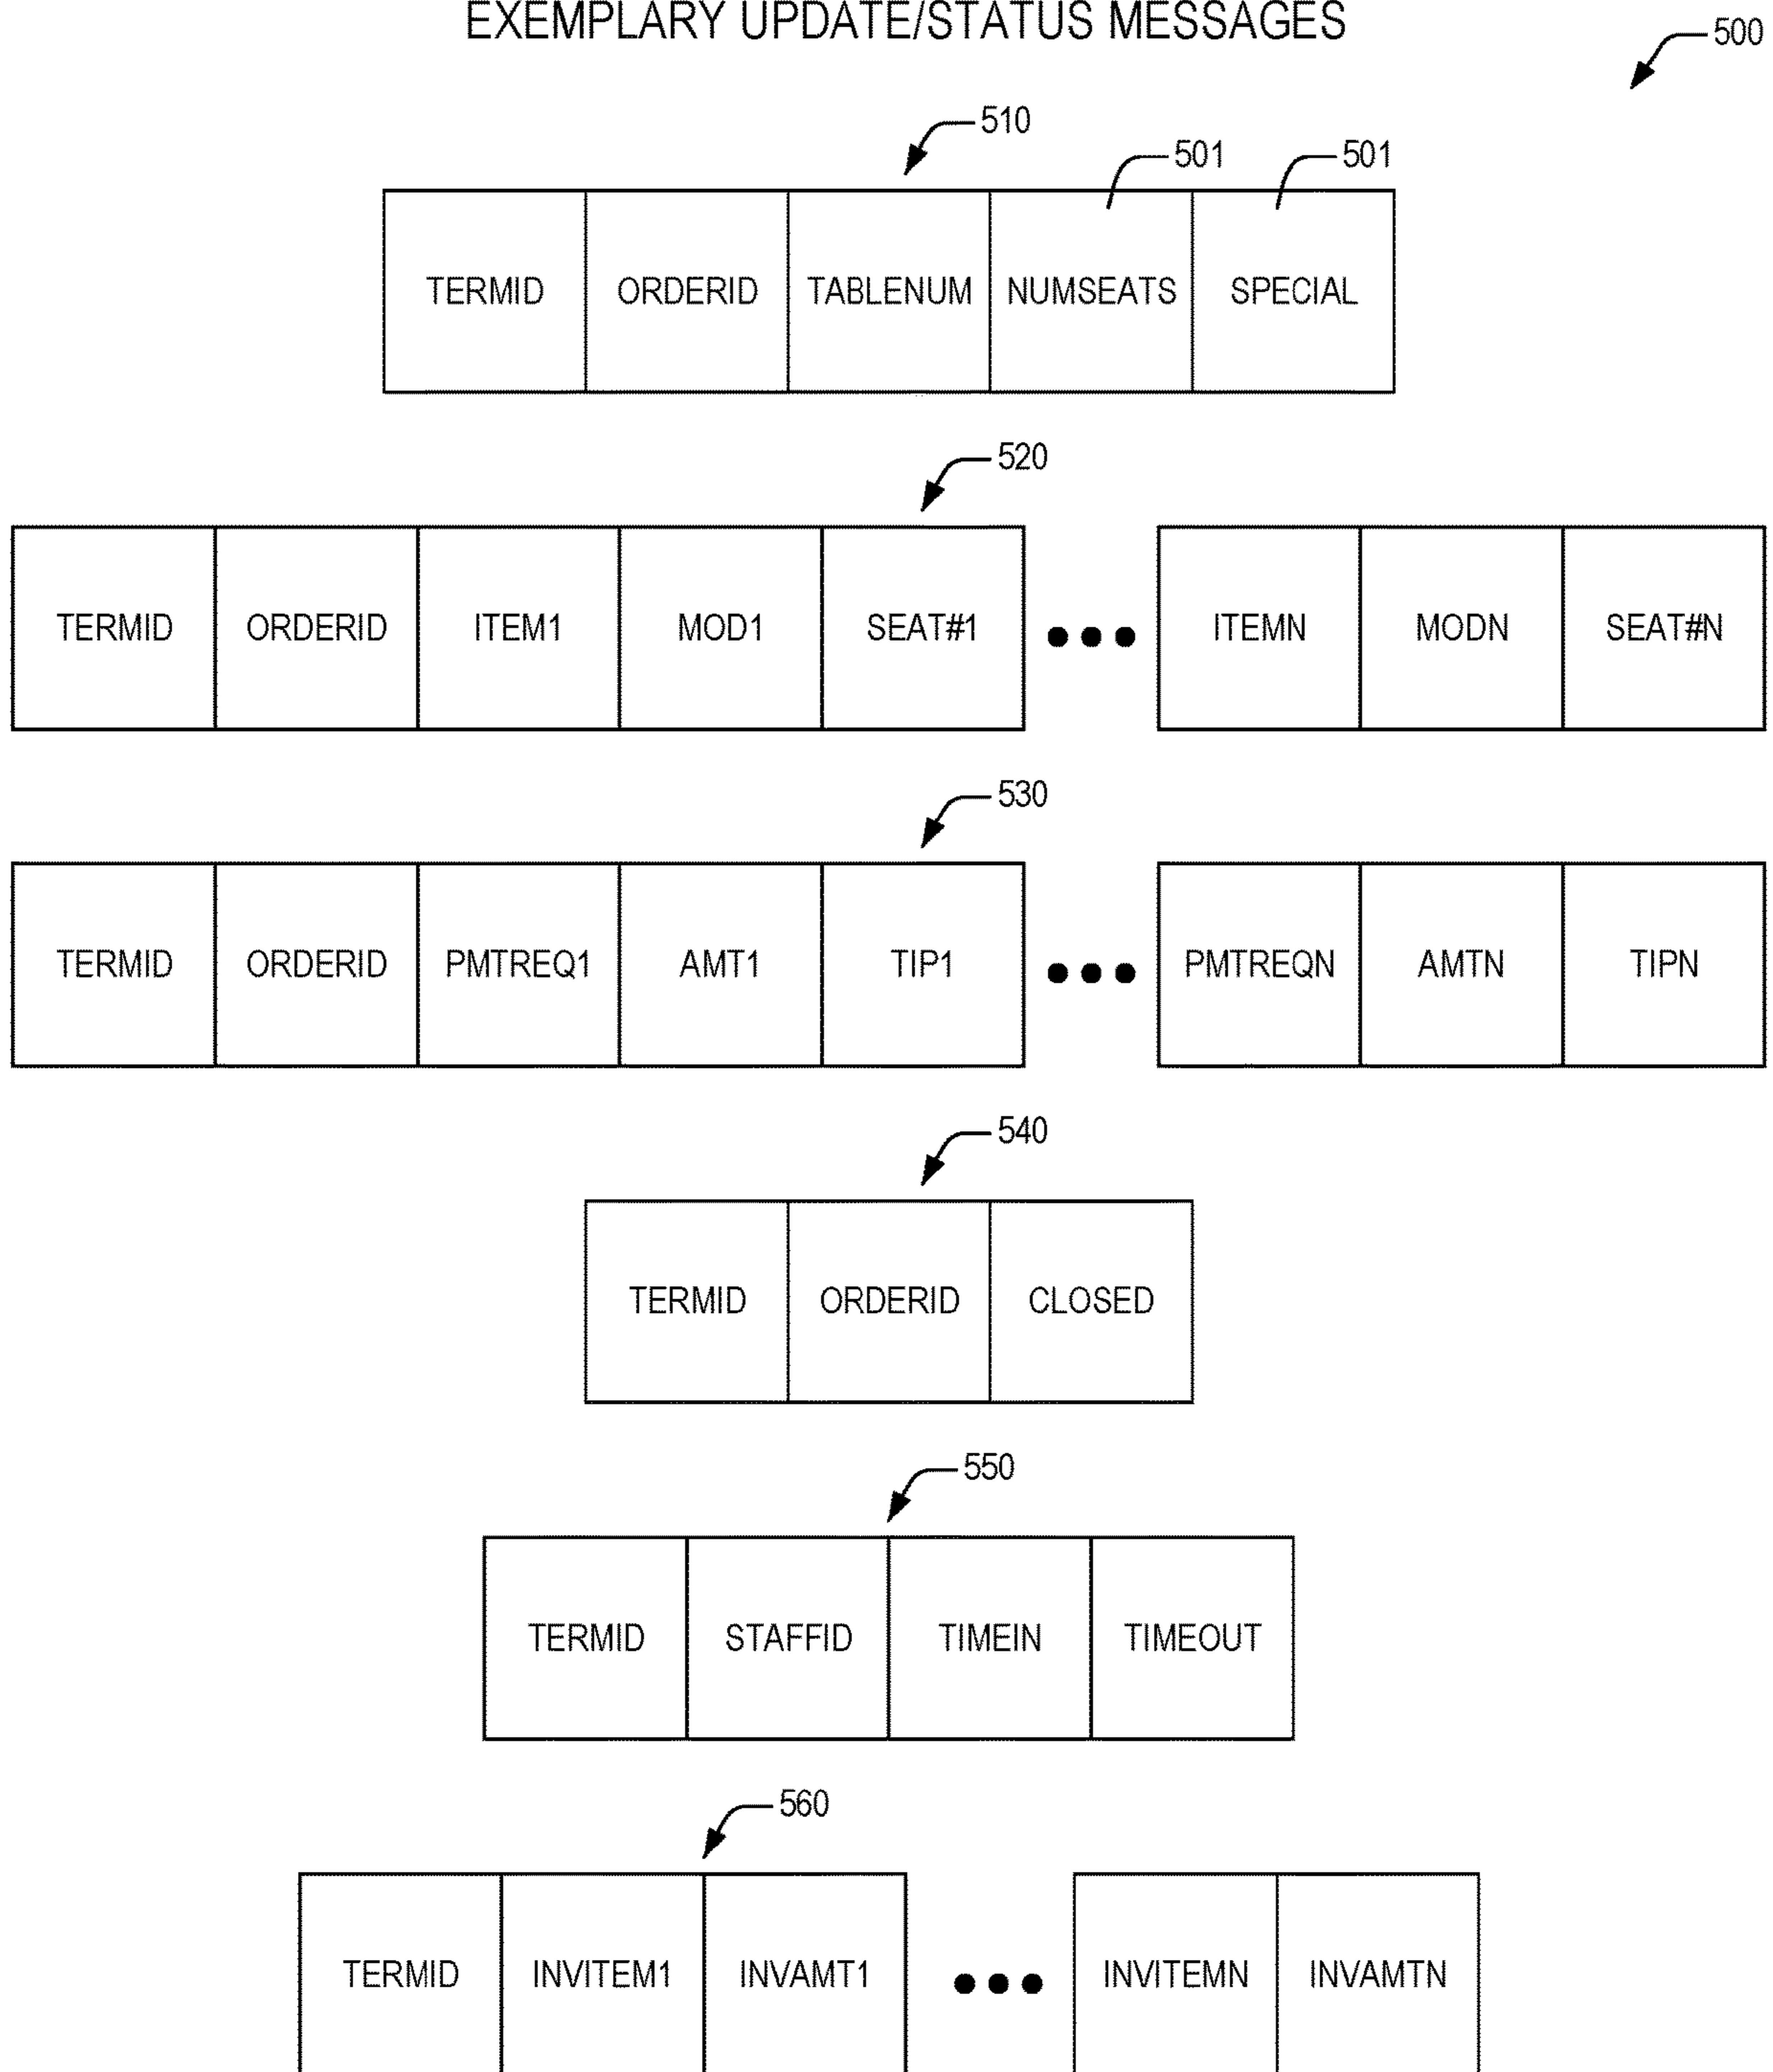 EXEMPLARY UPDATE/STATUS MESSAGES
500
510
501 501
TERMID ORDERID TABLENUM NUMSEATS SPECIAL
520
TERMID ORDERID ITEM1 MOD1 SEAT#1 ITEMN MODN SEAT#N
530
TERMID ORDERID PMTREQ1 AMT1 TIP1 PMTREQN AMTN TIPN
540
TERMID ORDERID CLOSED
550
TERMID STAFFID TIMEIN TIMEOUT
560
TERMID INVITEM1 INVAMT1 INVITEMN INVAMTN